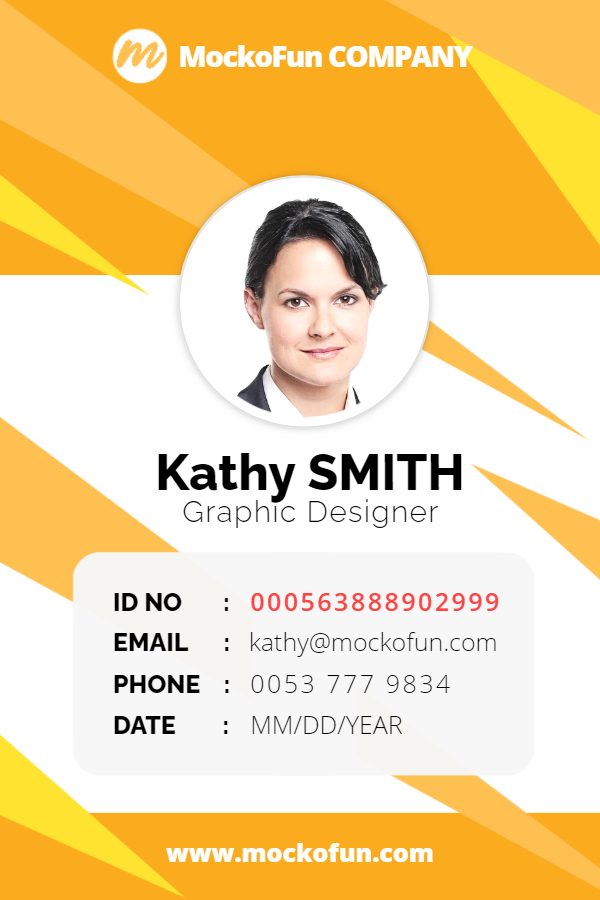 m MockoFun COMPANY
Kathy SMITH
Graphic Designer
ID NO : 000563888902999
EMAIL : kathy@mockofun.com
PHONE : 0053 777 9834
DATE : MM/DD/YEAR
www.mockofun.com